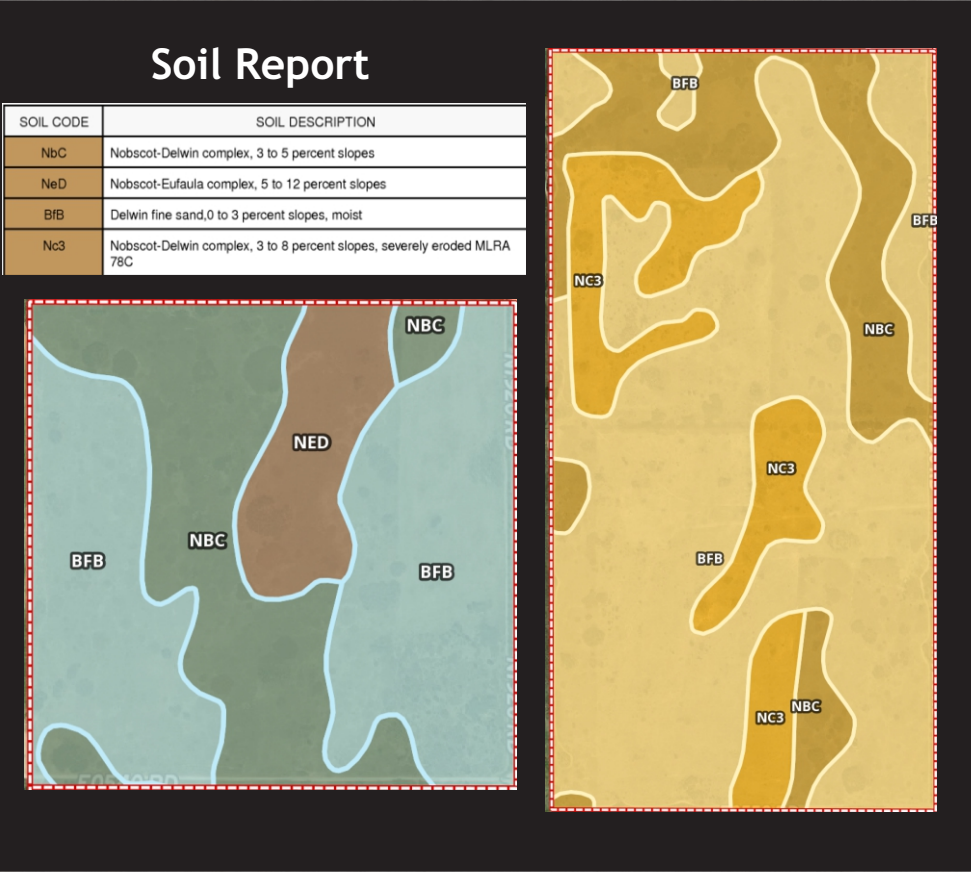 Soil Report
SOIL CODE SOIL DESCRIPTION
NbC Nobscot-Delwin complex, 3 to 5 percent slopes
NeD Nobscot-Eufaula complex, 5 to 12 percent slopes
BfB Delwin fine sand,0 to 3 percent slopes, moist
Nc3 Nobscot-Delwin complex, 3 to 8 percent slopes, severely eroded MLRA
78C
NBC
NED
NBC
BFB
BFB
BFB
BFB
NC3
NBC
NC3
BFB
NBC
NC3